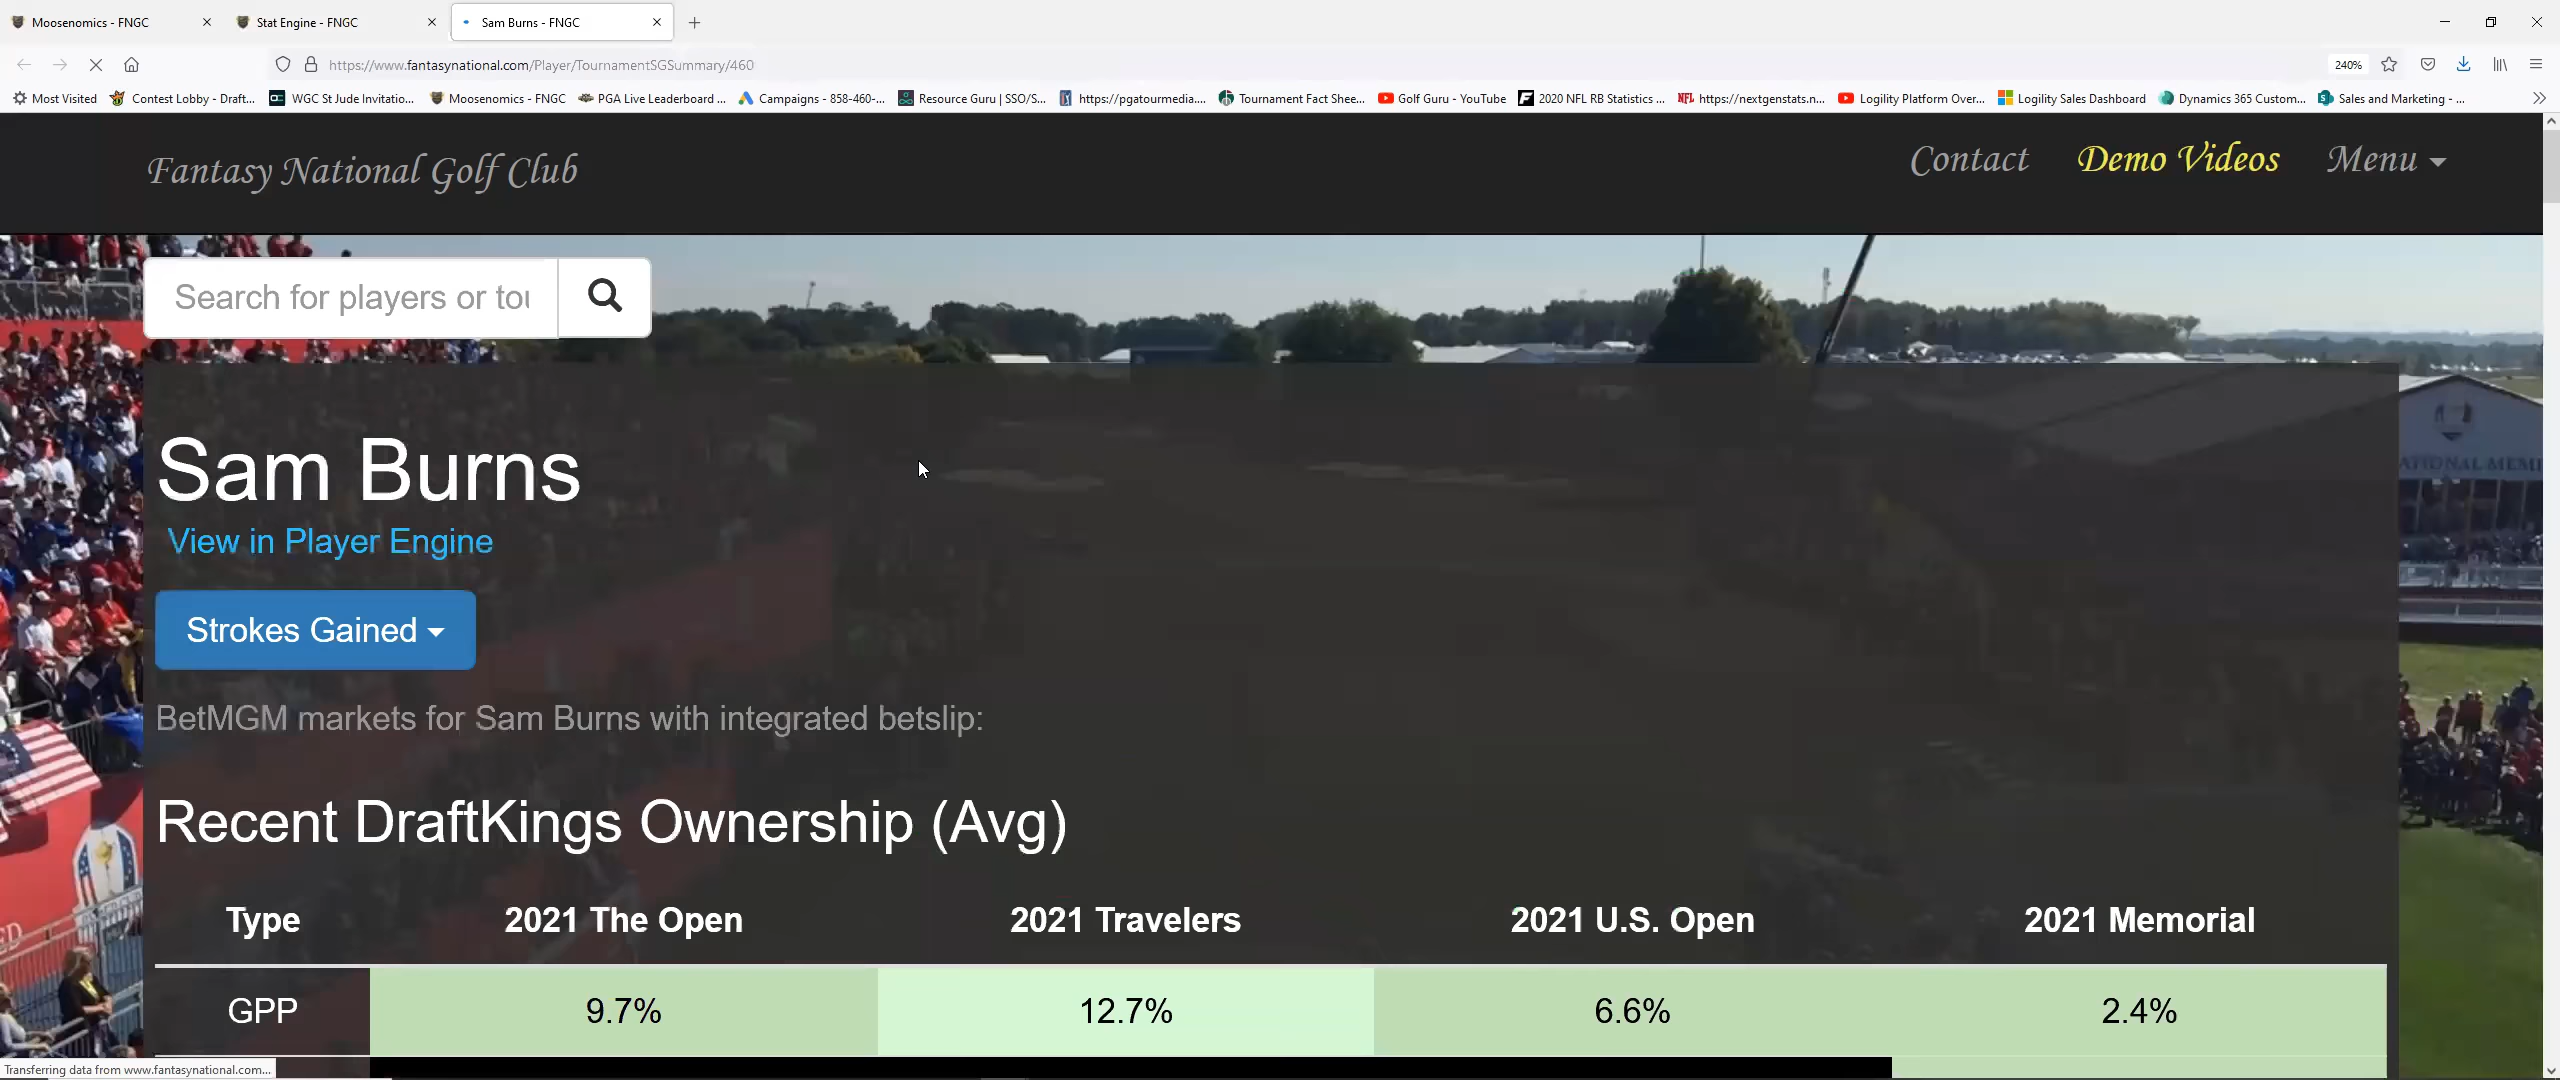 Moosenomics - FNGC
Stat Engine - FNGC
Sam Burns - FNGC
https://www.fantasynational.com/Player/TournamentSGSummary/460
240%
Most Visited
Contest Lobby - Draft...
WGC St Jude Invitatio...
Moosenomics - FNGC
PGA Live Leaderboard ...
Campaigns - 858-460-...
Resource Guru | SSO/S...
https://pgatourmedia....
Tournament Fact Shee...
Golf Guru - YouTube
2020 NFL RB Statistics ...
https://nextgenstats.n...
Logility Platform Over...
Logility Sales Dashboard
Dynamics 365 Custom...
Sales and Marketing - ...
Fantasy National Golf Club
Contact
Demo Videos
Menu
Search for players or tou
Sam Burns
View in Player Engine
Strokes Gained
BetMGM markets for Sam Burns with integrated betslip:
Recent DraftKings Ownership (Avg)
Type 2021 The Open 2021 Travelers 2021 U.S. Open 2021 Memorial
GPP 9.7% 12.7% 6.6% 2.4%
Transferring data from www.fantasynational.com...